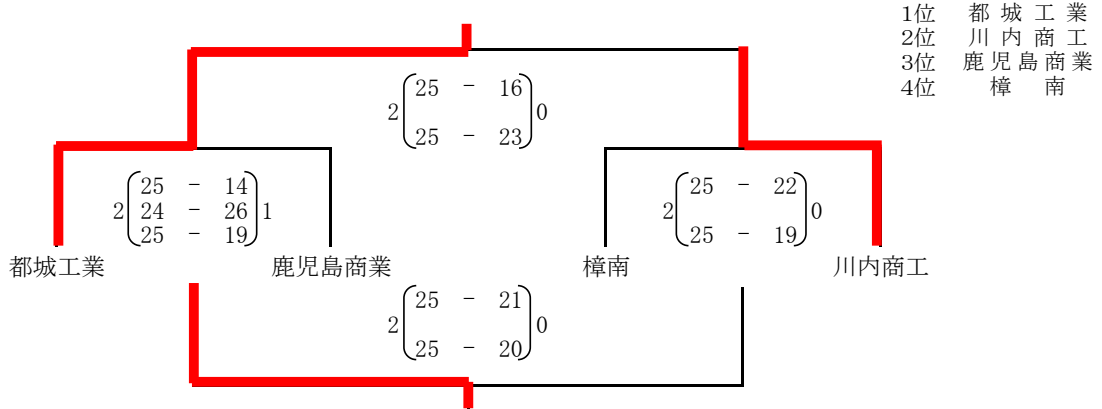 1位 都城工業
2位 川内商工
3位 鹿児島商業
4位 樟南
25 - 16
2 0
25 - 23
25 - 14
2 24 - 26 1
25 - 19
25 - 22
2 0
25 - 19
都城工業 鹿児島商業 樟南 川内商工
25 - 21
2 0
25 - 20